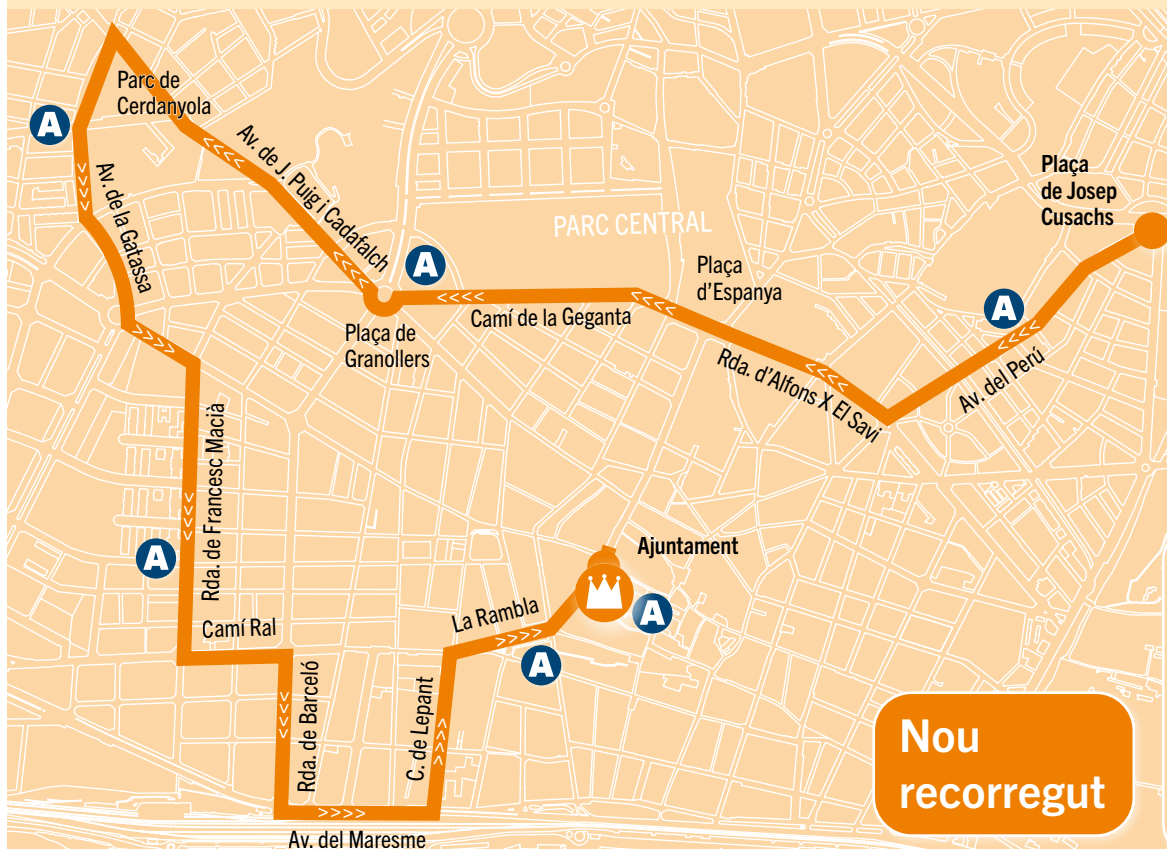 Parc de
Cerdanyola
A
Av. de la Gatassa
Av. de J. Puig i Cadafalch
A
PARC CENTRAL
Plaça
de Josep
Cusachs
Plaça
d'Espanya
A
Camí de la Geganta
Plaça de
Granollers
Rda. d'Alfons X El Savi
Av. del Perú
Rda. de Francesc Macià
A
Ajuntament
A
La Rambla
A
Camí Ral
Rda. de Barceló
C. de Lepant
Av. del Maresme
Nou
recorregut